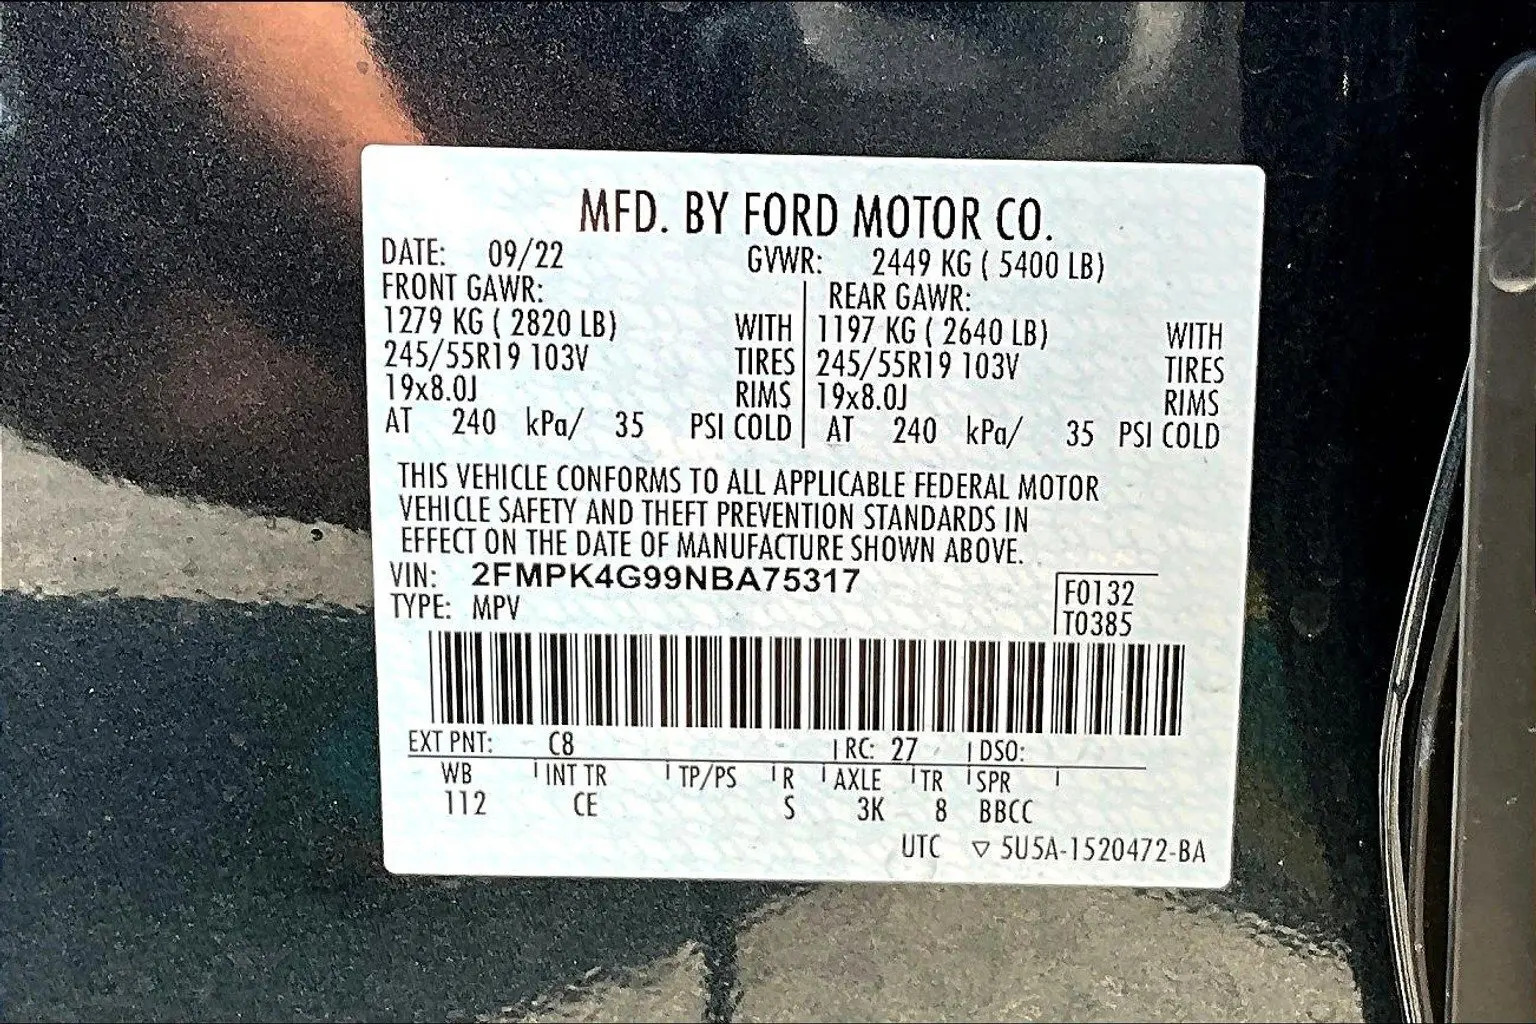 MFD. BY FORD MOTOR CO.
DATE: 09/22 GVWR: 2449 KG ( 5400 LB)
FRONT GAWR: REAR GAWR:
1279 KG ( 2820 LB) WITH 1197 KG ( 2640 LB) WITH
245/55R19 103V TIRES 245/55R19 103V TIRES
19x8.0J RIMS 19x8.0J RIMS
AT 240 kPa/ 35 PSI COLD AT 240 kPa/ 35 PSI COLD
THIS VEHICLE CONFORMS TO ALL APPLICABLE FEDERAL MOTOR
VEHICLE SAFETY AND THEFT PREVENTION STANDARDS IN
EFFECT ON THE DATE OF MANUFACTURE SHOWN ABOVE.
VIN: 2FMPK4G99NBA75317 F0132
TYPE: MPV T0385
EXT PNT: C8 RC: 27 DSO:
WB INT TR TP/PS R AXLE TR SPR
112 CE S 3K 8 BBCC
UTC ▽ 5U5A-1520472-BA